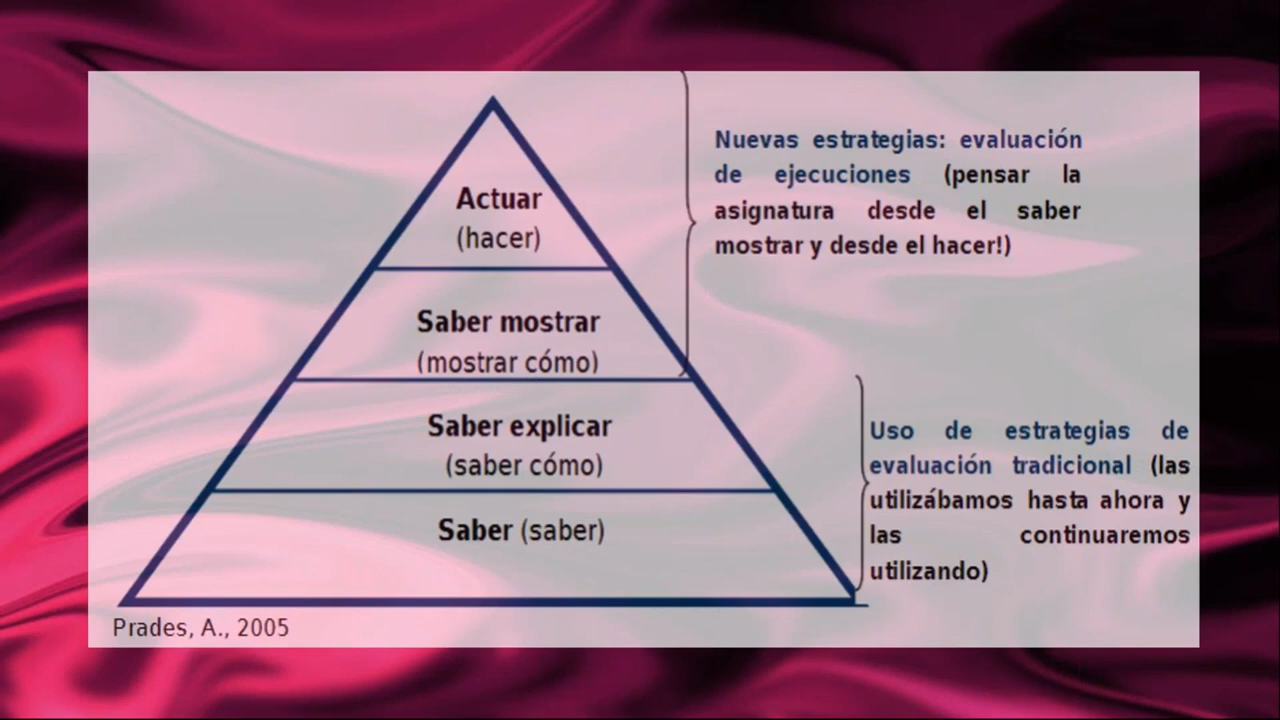 Actuar
(hacer)
Saber mostrar
(mostrar cómo)
Saber explicar
(saber cómo)
Saber (saber)
Nuevas estrategias: evaluación
de ejecuciones (pensar la
asignatura desde el saber
mostrar y desde el hacer!)
Uso de estrategias de
evaluación tradicional (las
utilizábamos hasta ahora y
las continuaremos
utilizando)
Prades, A., 2005